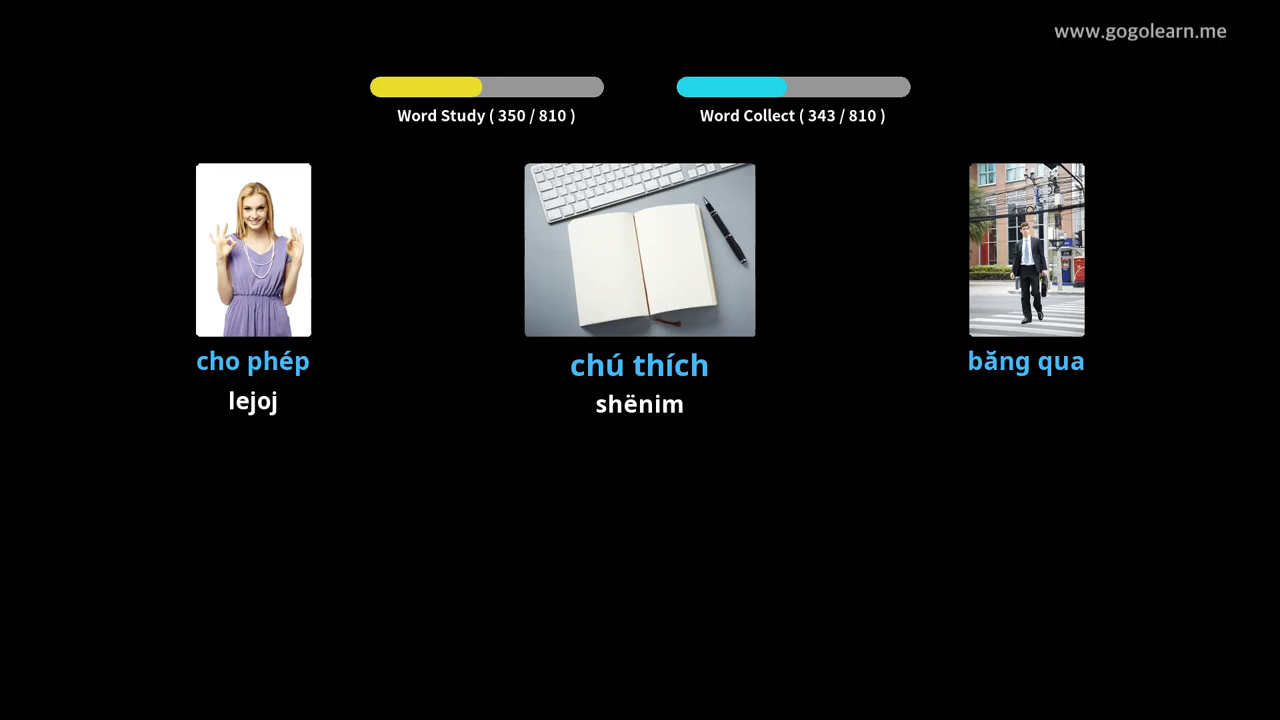 www.gogolearn.me
Word Study ( 350 / 810 )
Word Collect ( 343 / 810 )
cho phép
lejoj
chú thích
shënim
băng qua